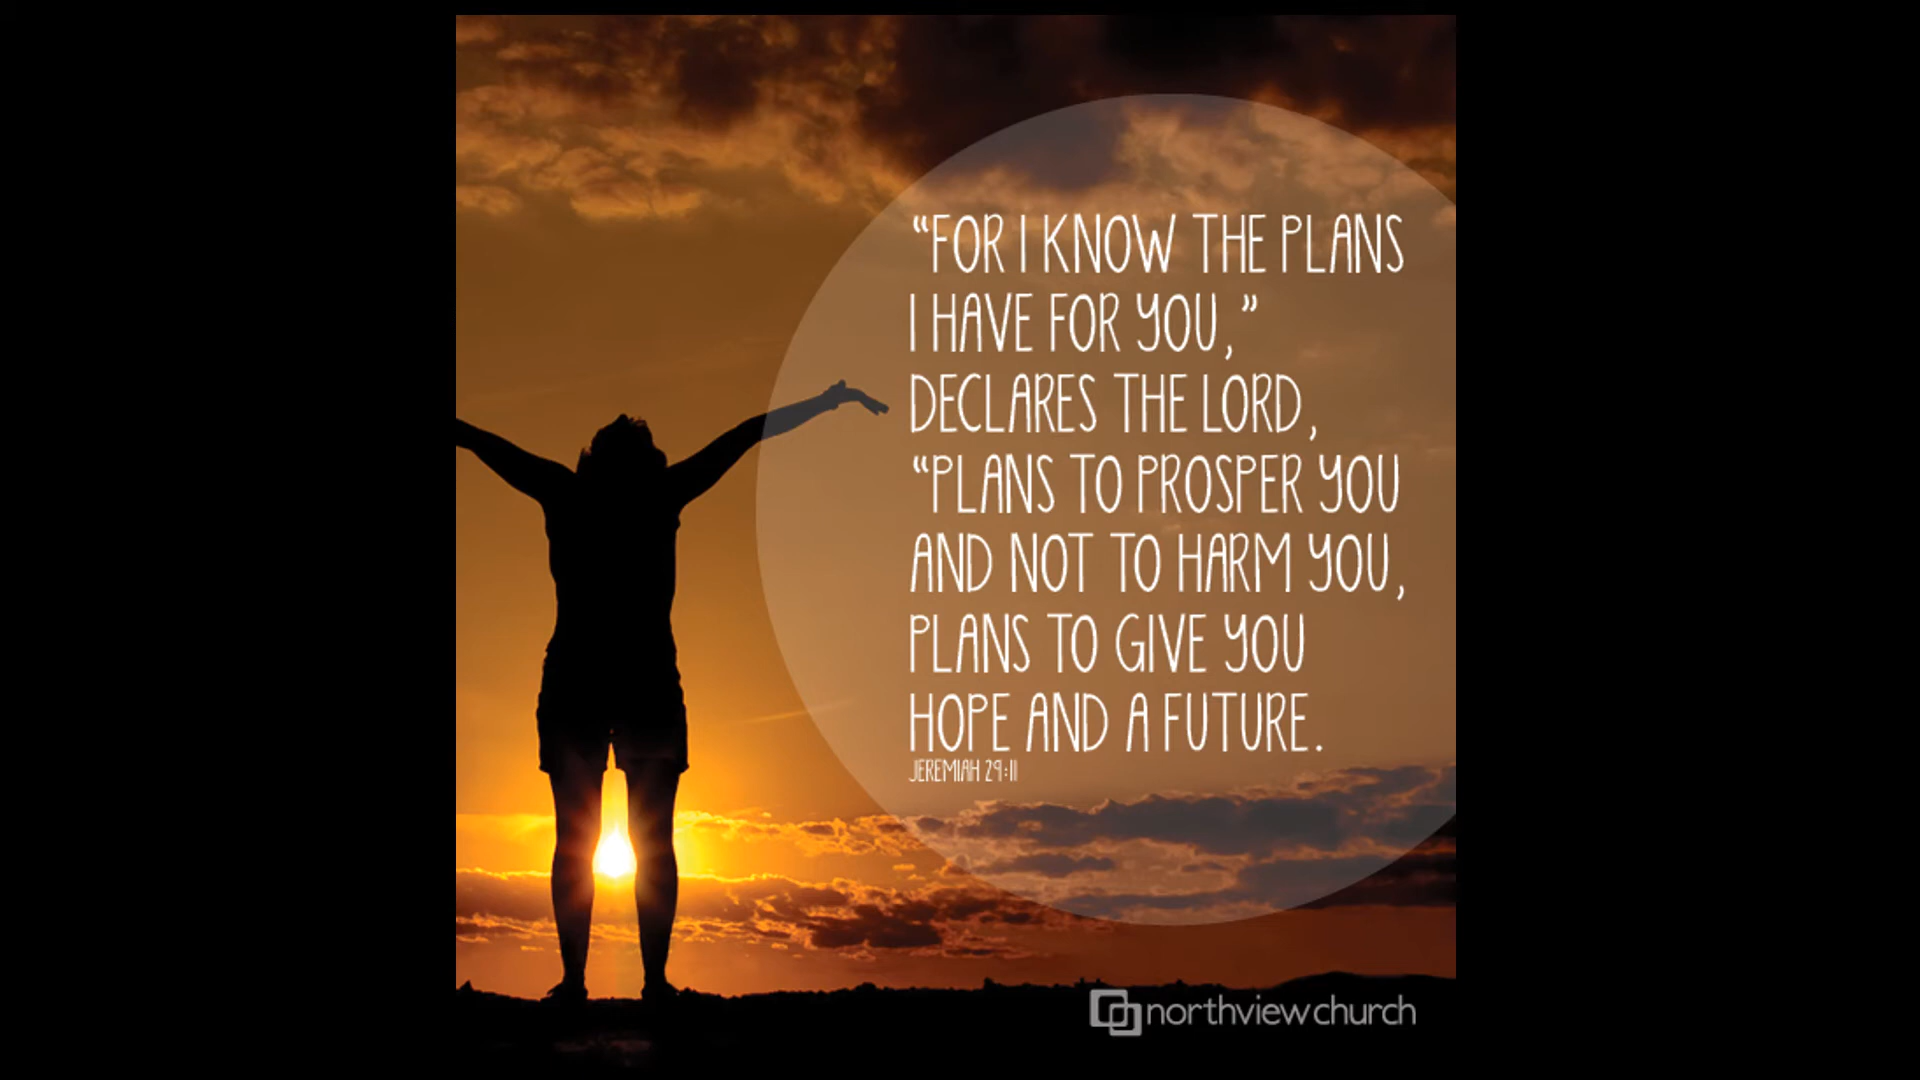 “FOR I KNOW THE PLANS
I HAVE FOR YOU,”
DECLARES THE LORD,
“PLANS TO PROSPER YOU
AND NOT TO HARM YOU,
PLANS TO GIVE YOU
HOPE AND A FUTURE.
JEREMIAH 29:11
northviewchurch